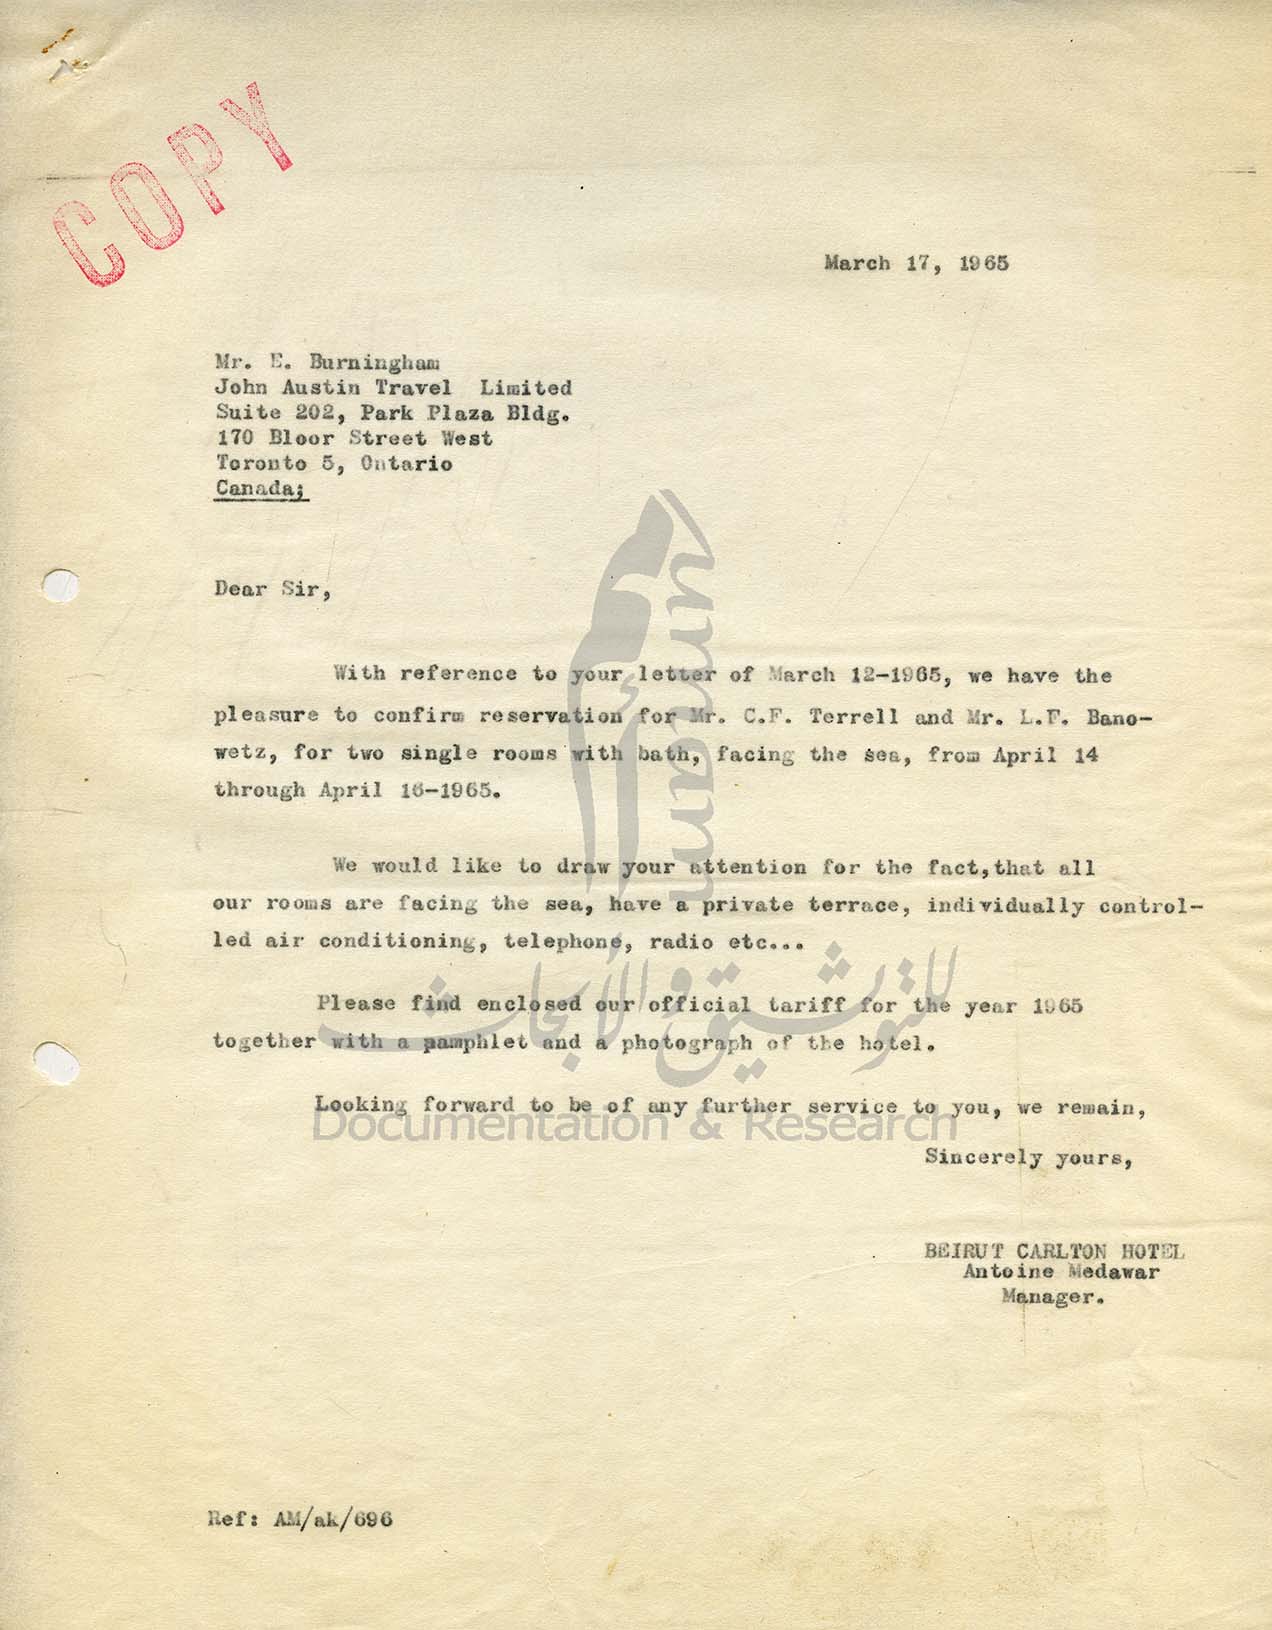 COPY
March 17, 1965
Mr. E. Burningham
John Austin Travel Limited
Suite 202, Park Plaza Bldg.
170 Bloor Street West
Toronto 5, Ontario
Canada;
Dear Sir,
With reference to your letter of March 12-1965, we have the
pleasure to confirm reservation for Mr. C.F. Terrell and Mr. L.F. Bano-
wetz, for two single rooms with bath, facing the sea, from April 14
through April 16-1965.
We would like to draw your attention for the fact,that all
our rooms are facing the sea, have a private terrace, individually control-
led air conditioning, telephone, radio etc...
Please find enclosed our official tariff for the year 1965
together with a pamphlet and a photograph of the hotel.
Looking forward to be of any further service to you, we remain,
Sincerely yours,
BEIRUT CARLTON HOTEL
Antoine Medawar
Manager.
Ref: AM/ak/696
umam
للتوثيق والأبحاث
Documentation & Research